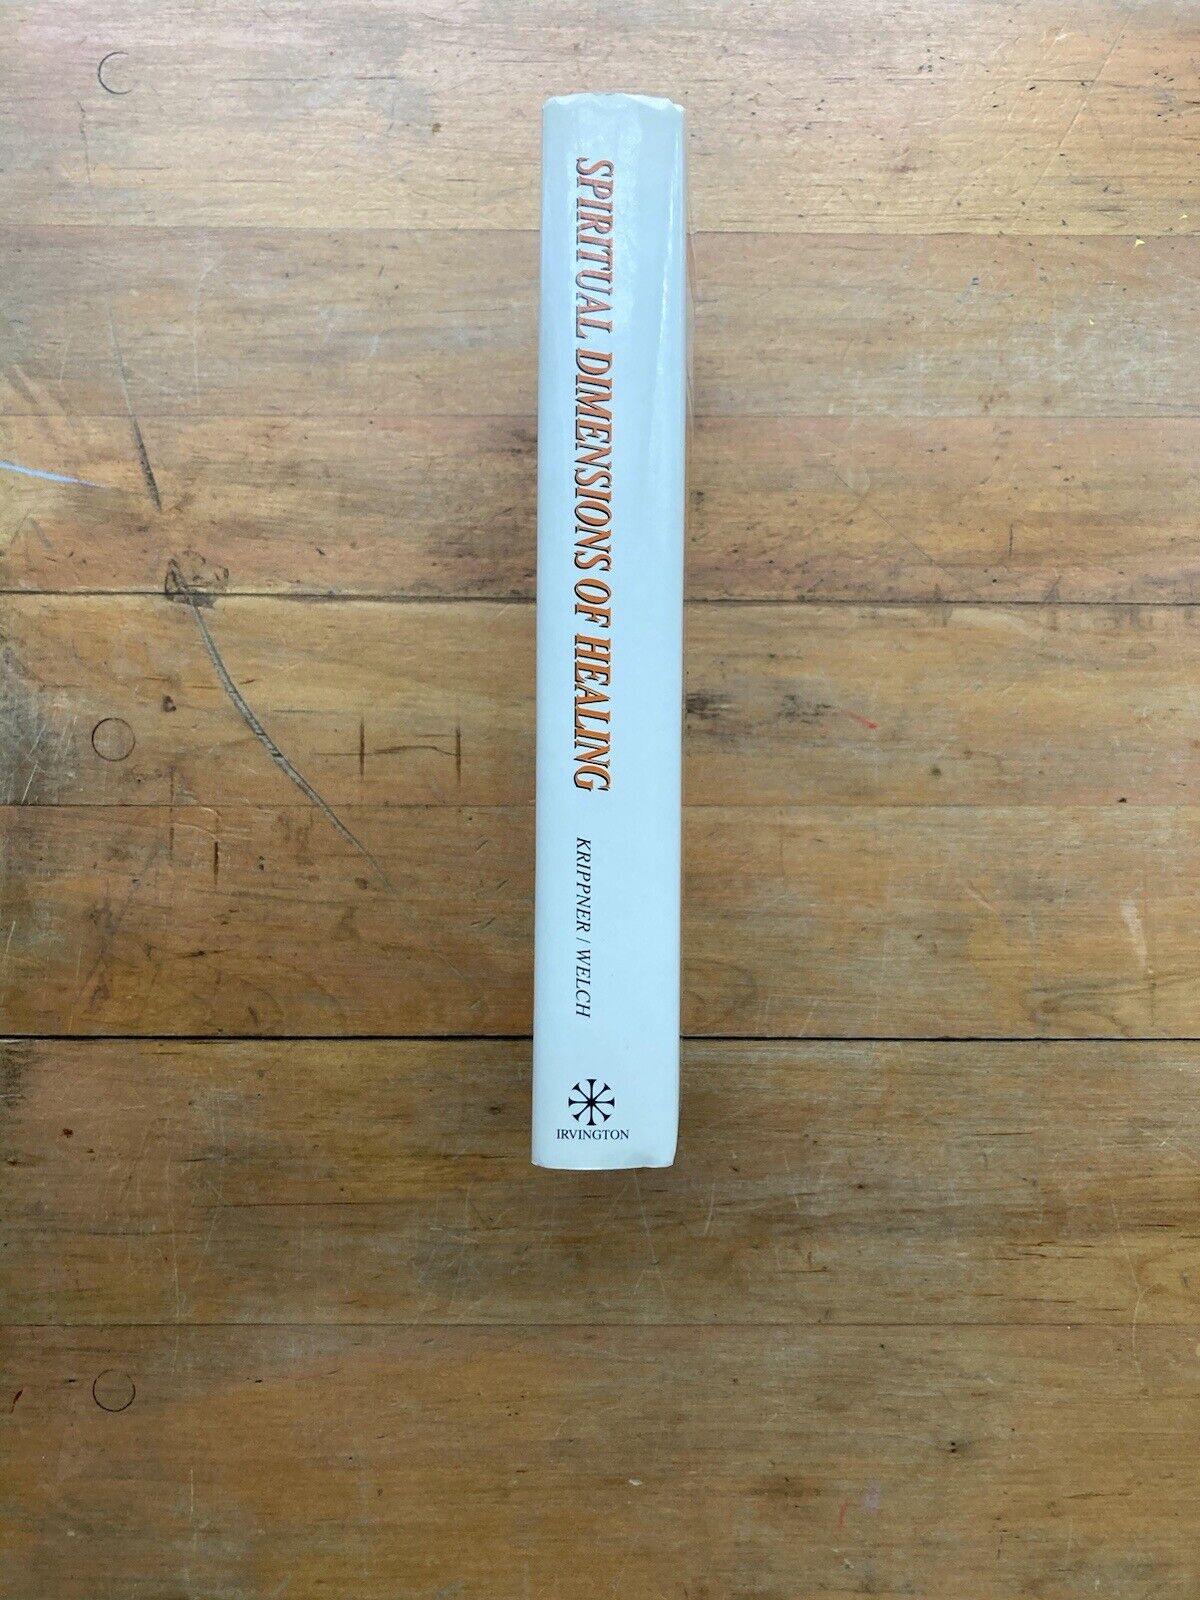 SPIRITUAL DIMENSIONS OF HEALING
KRIPPNER / WELCH
IRVINGTON